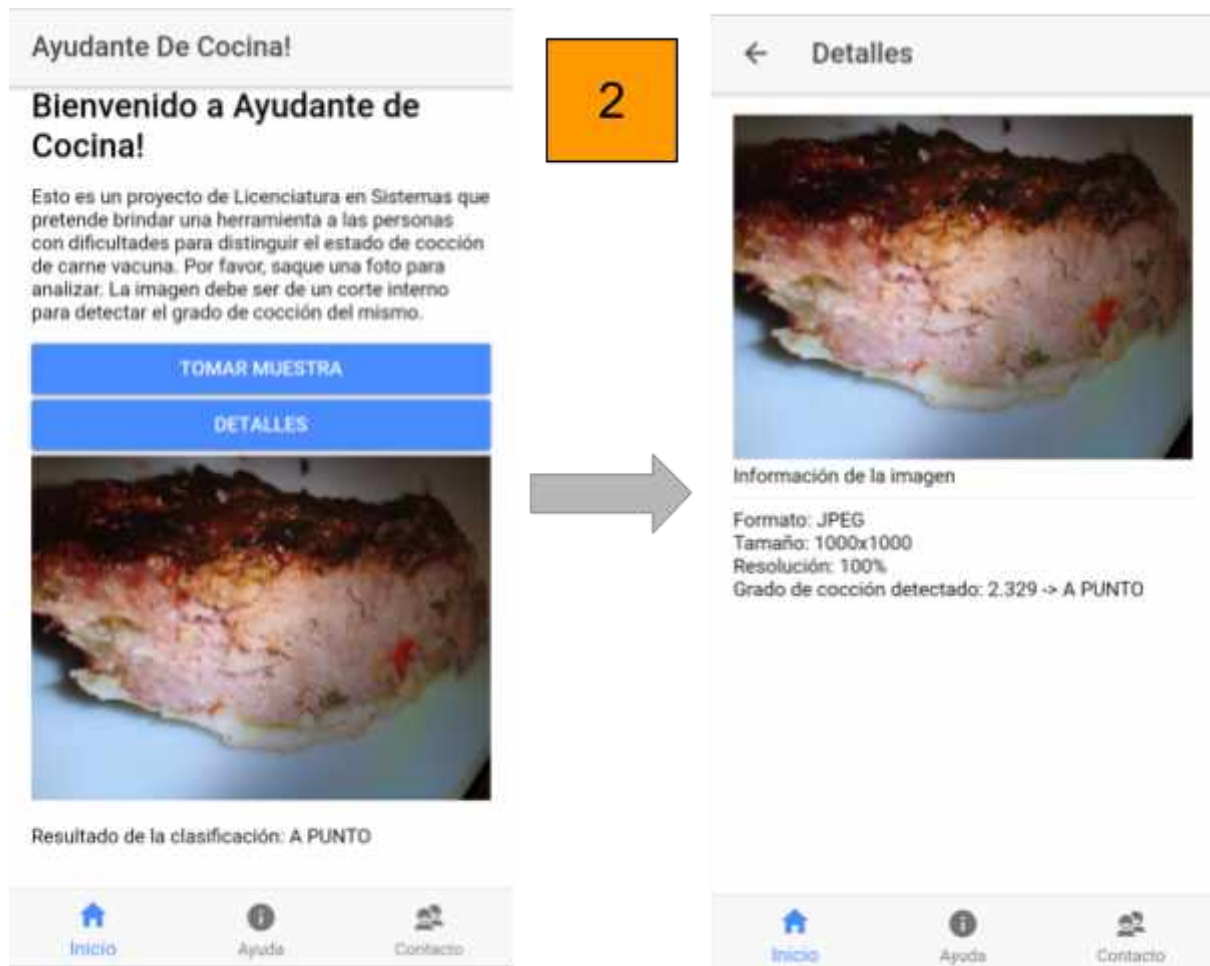 Ayudante De Cocina!
Bienvenido a Ayudante de
Cocina!
Esto es un proyecto de Licenciatura en Sistemas que
pretende brindar una herramienta a las personas
con dificultades para distinguir el estado de cocción
de carne vacuna. Por favor, saque una foto para
analizar. La imagen debe ser de un corte interno
para detectar el grado de cocción del mismo.
TOMAR MUESTRA
DETALLES
Resultado de la clasificación: A PUNTO
Inicio
Ayuda
Contacto
2
Detalles
Información de la imagen
Formato: JPEG
Tamaño: 1000x1000
Resolución: 100%
Grado de cocción detectado: 2.329 -> A PUNTO
Inicio
Ayuda
Contacto